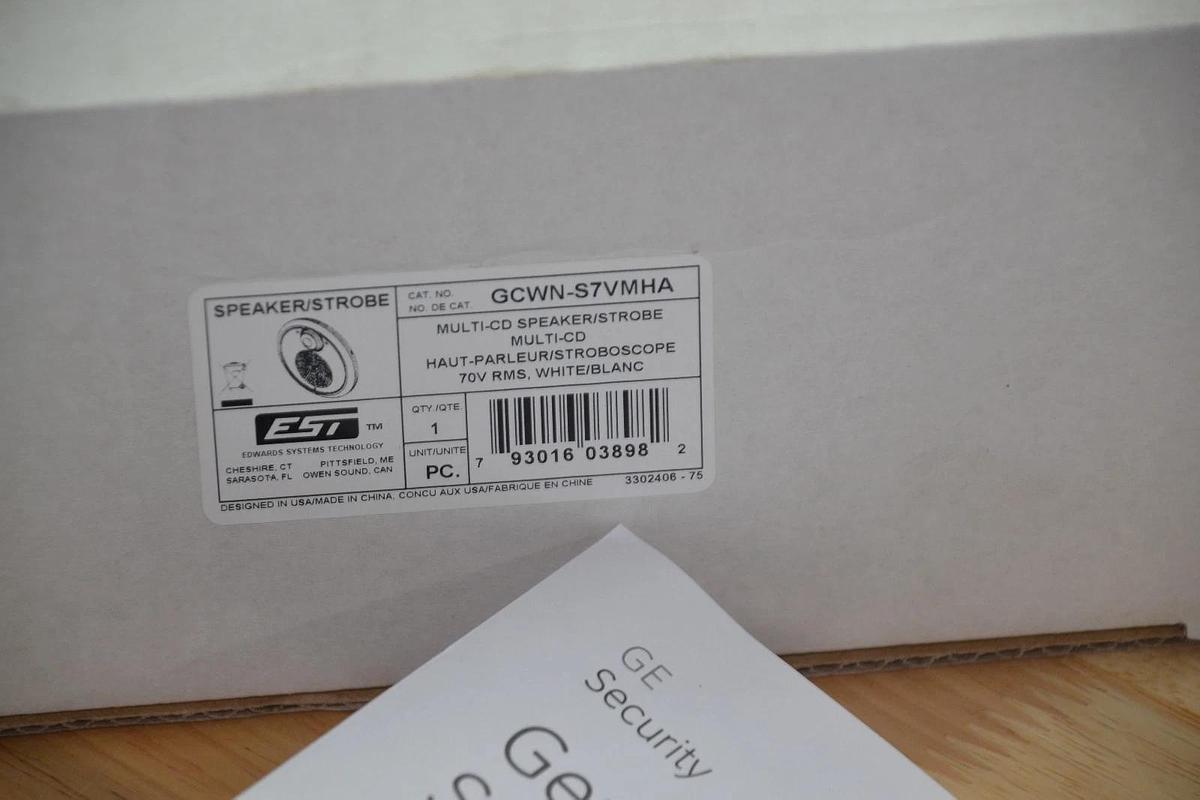 SPEAKER/STROBE
CAT. NO.
NO. DE CAT.
GCWN-S7VMHA
MULTI-CD SPEAKER/STROBE
MULTI-CD
HAUT-PARLEUR/STROBOSCOPE
70V RMS, WHITE/BLANC
EST TM
EDWARDS SYSTEMS TECHNOLOGY
CHESHIRE, CT PITTSFIELD, ME
SARASOTA, FL OWEN SOUND, CAN
QTY./QTE.
1
UNIT/UNITE
PC.
7 93016 03898 2
DESIGNED IN USA/MADE IN CHINA, CONCU AUX USA/FABRIQUE EN CHINE
3302406 - 75
GE
Security